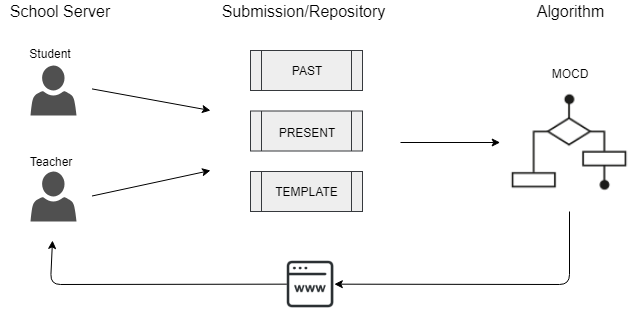 School Server
Submission/Repository
Algorithm
Student
Teacher
PAST
PRESENT
TEMPLATE
MOCD
www